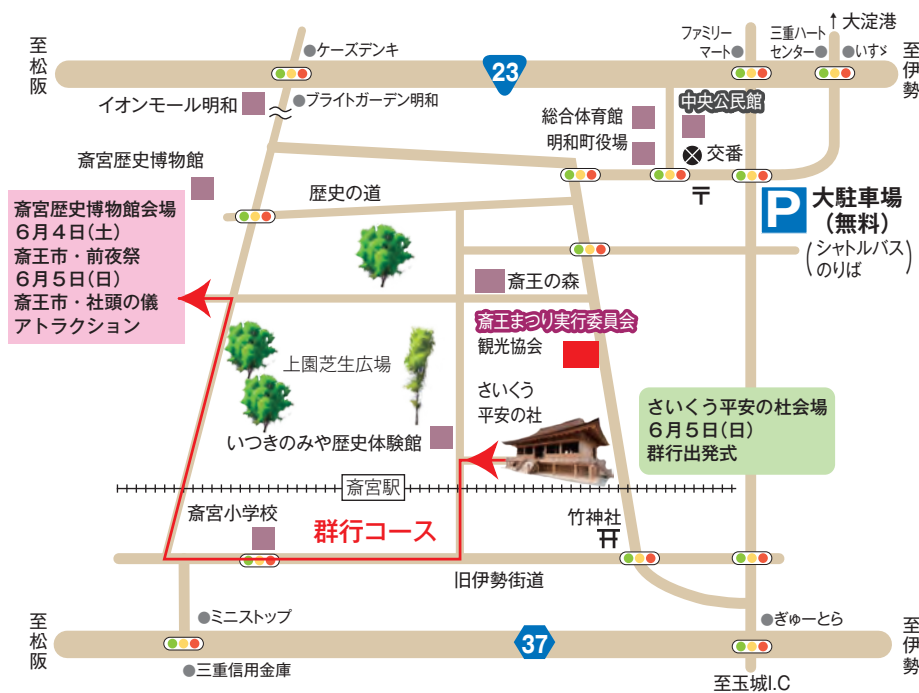 至松阪
ケーズデンキ
23
ファミリー
マート
三重ハート
センター
↑大淀港
いすゞ
至伊勢
イオンモール明和
ブライトガーデン明和
総合体育館
中央公民館
明和町役場
交番
〒
斎宮歴史博物館
歴史の道
P
大駐車場
(無料)
(シャトルバス
のりば)
斎宮歴史博物館会場
6月4日(土)
斎王市・前夜祭
6月5日(日)
斎王市・社頭の儀
アトラクション
斎王の森
斎王まつり実行委員会
観光協会
上園芝生広場
さいくう
平安の杜
いつきのみや歴史体験館
さいくう平安の杜会場
6月5日(日)
群行出発式
斎宮駅
斎宮小学校
群行コース
竹神社
旧伊勢街道
至松阪
ミニストップ
37
ぎゅーとら
至伊勢
三重信用金庫
至玉城I.C